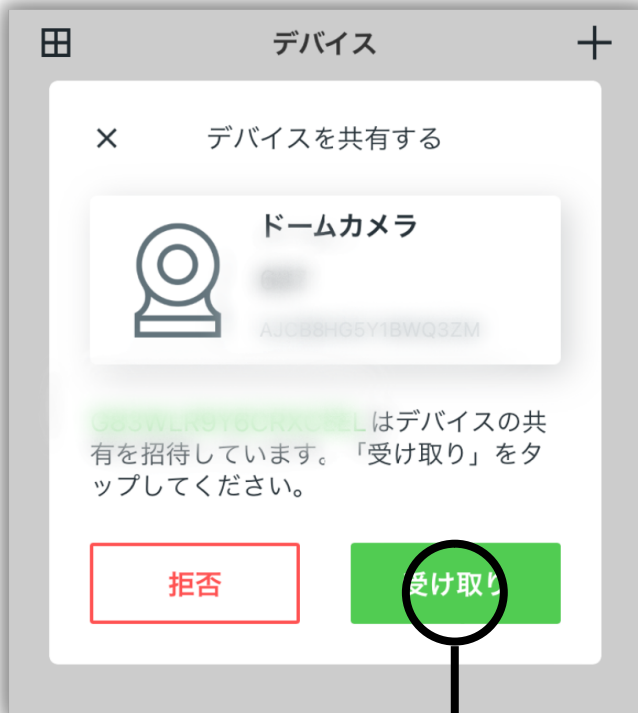 デバイス
デバイスを共有する
ドームカメラ
はデバイスの共
有を招待しています。「受け取り」をタ
ップしてください。
拒否
受け取り